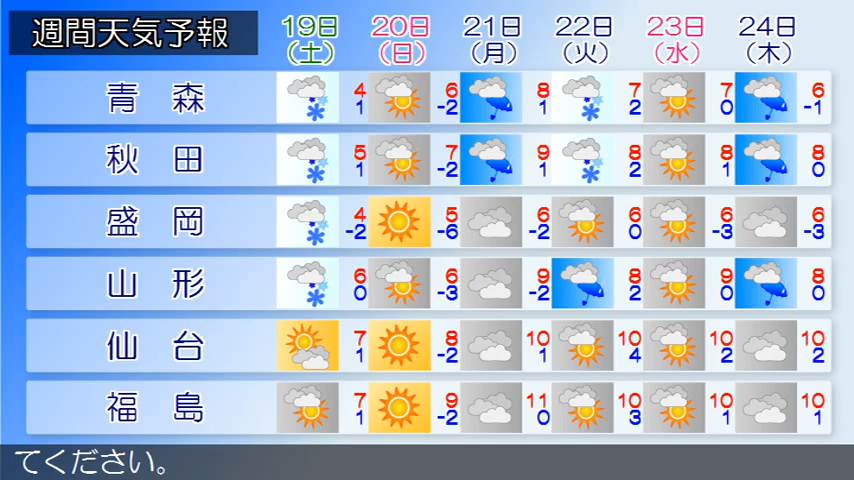 週間天気予報 19日 20日 21日 22日 23日 24日
(土) (日) (月) (火) (水) (木)
青森 4 6 8 7 7 6
1 -2 1 2 0 -1
秋田 5 7 9 8 8 8
1 -2 1 2 1 0
盛岡 4 5 6 6 6 6
-2 -6 -2 0 -3 -3
山形 6 6 9 8 9 8
0 -3 -2 2 0 0
仙台 7 8 10 10 10 10
1 -2 1 4 2 2
福島 7 9 11 10 10 10
1 -2 0 3 1 1
てください。